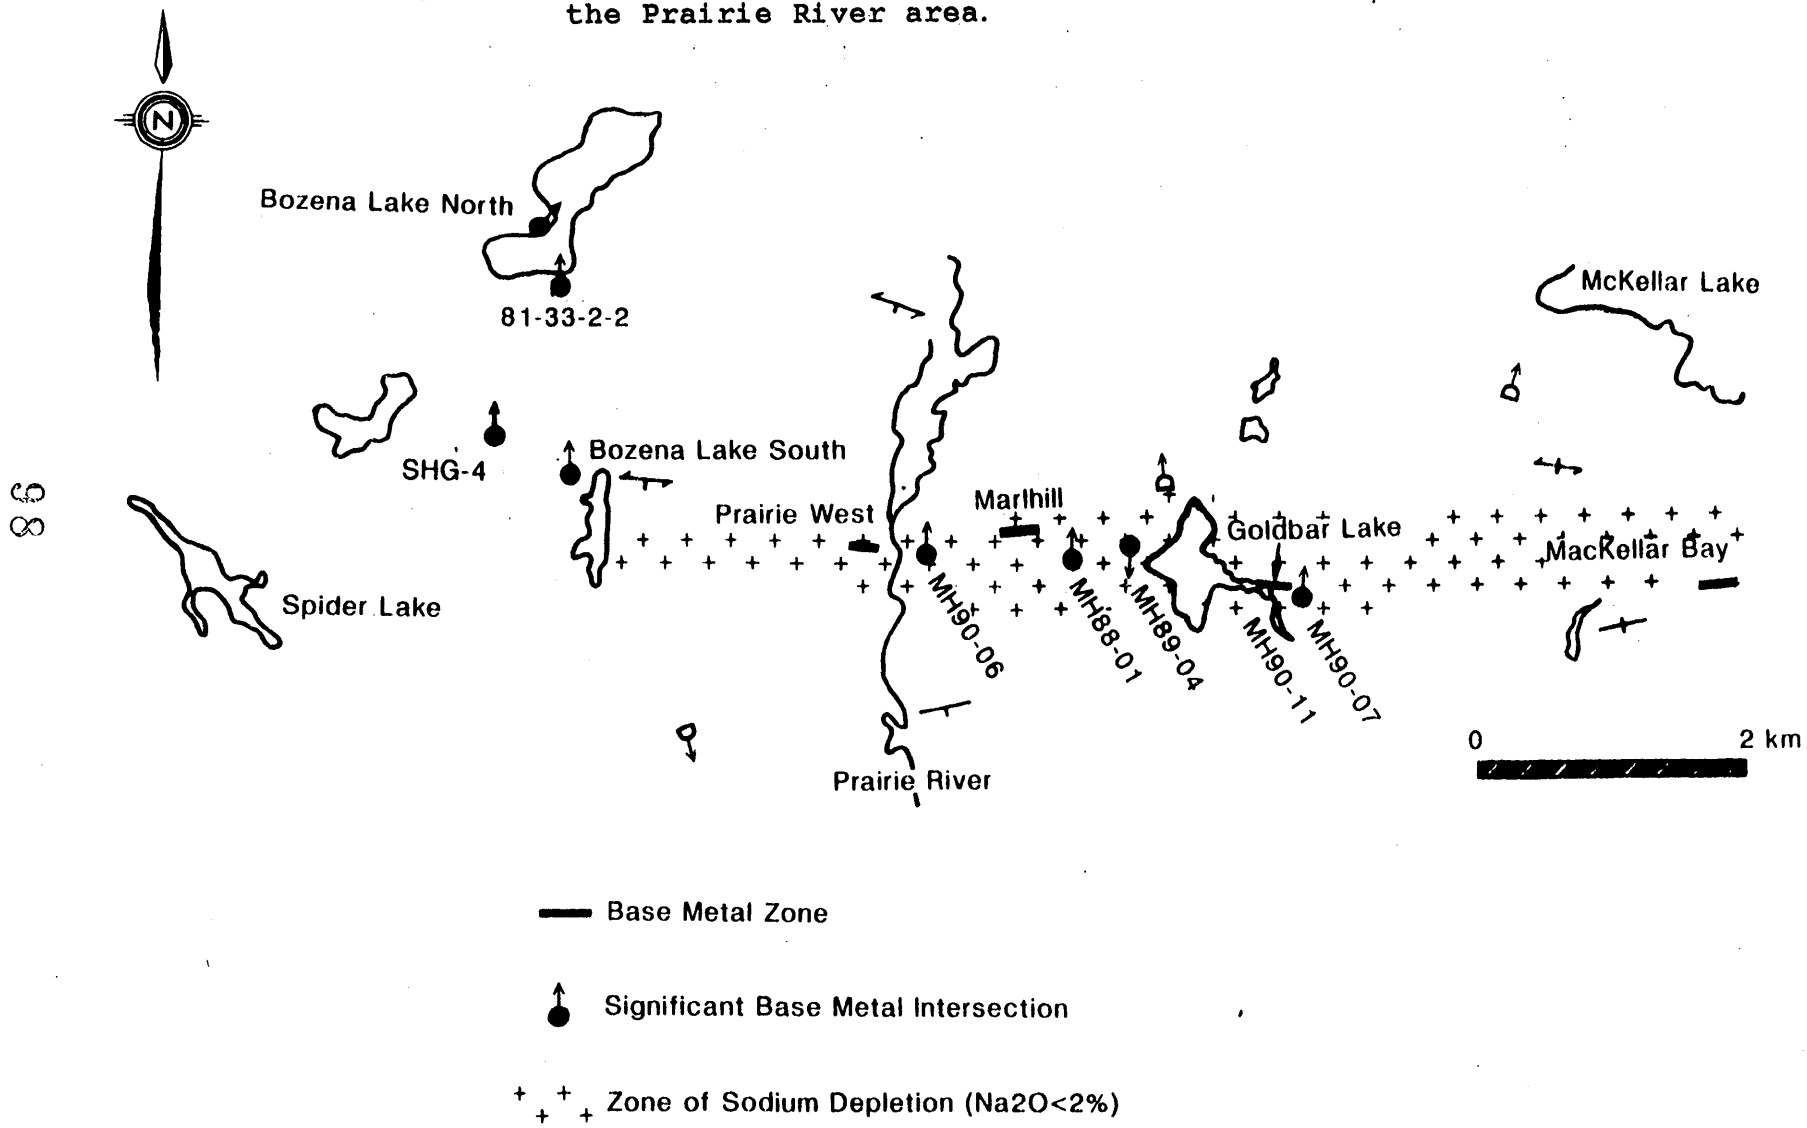 the Prairie River area.
N
Bozena Lake North
81-33-2-2
McKellar Lake
SHG-4
Bozena Lake South
Prairie West
Marlhill
Goldbar Lake
MacKellar Bay
Spider Lake
MH90-06
MH88-01
MH89-04
MH90-11
MH90-07
98
0 2 km
Prairie River
Base Metal Zone
Significant Base Metal Intersection
Zone of Sodium Depletion (Na2O<2%)